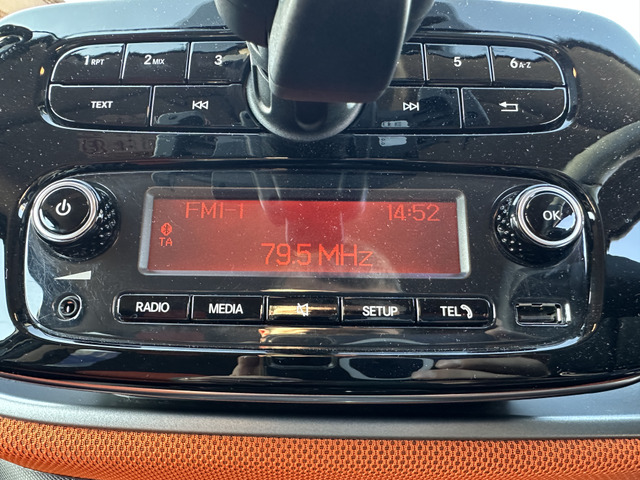 1 RPT 2 MIX 3 5 6 A-Z
TEXT
FM1-1 14:52
TA
79.5 MHz
OK
RADIO MEDIA SETUP TEL